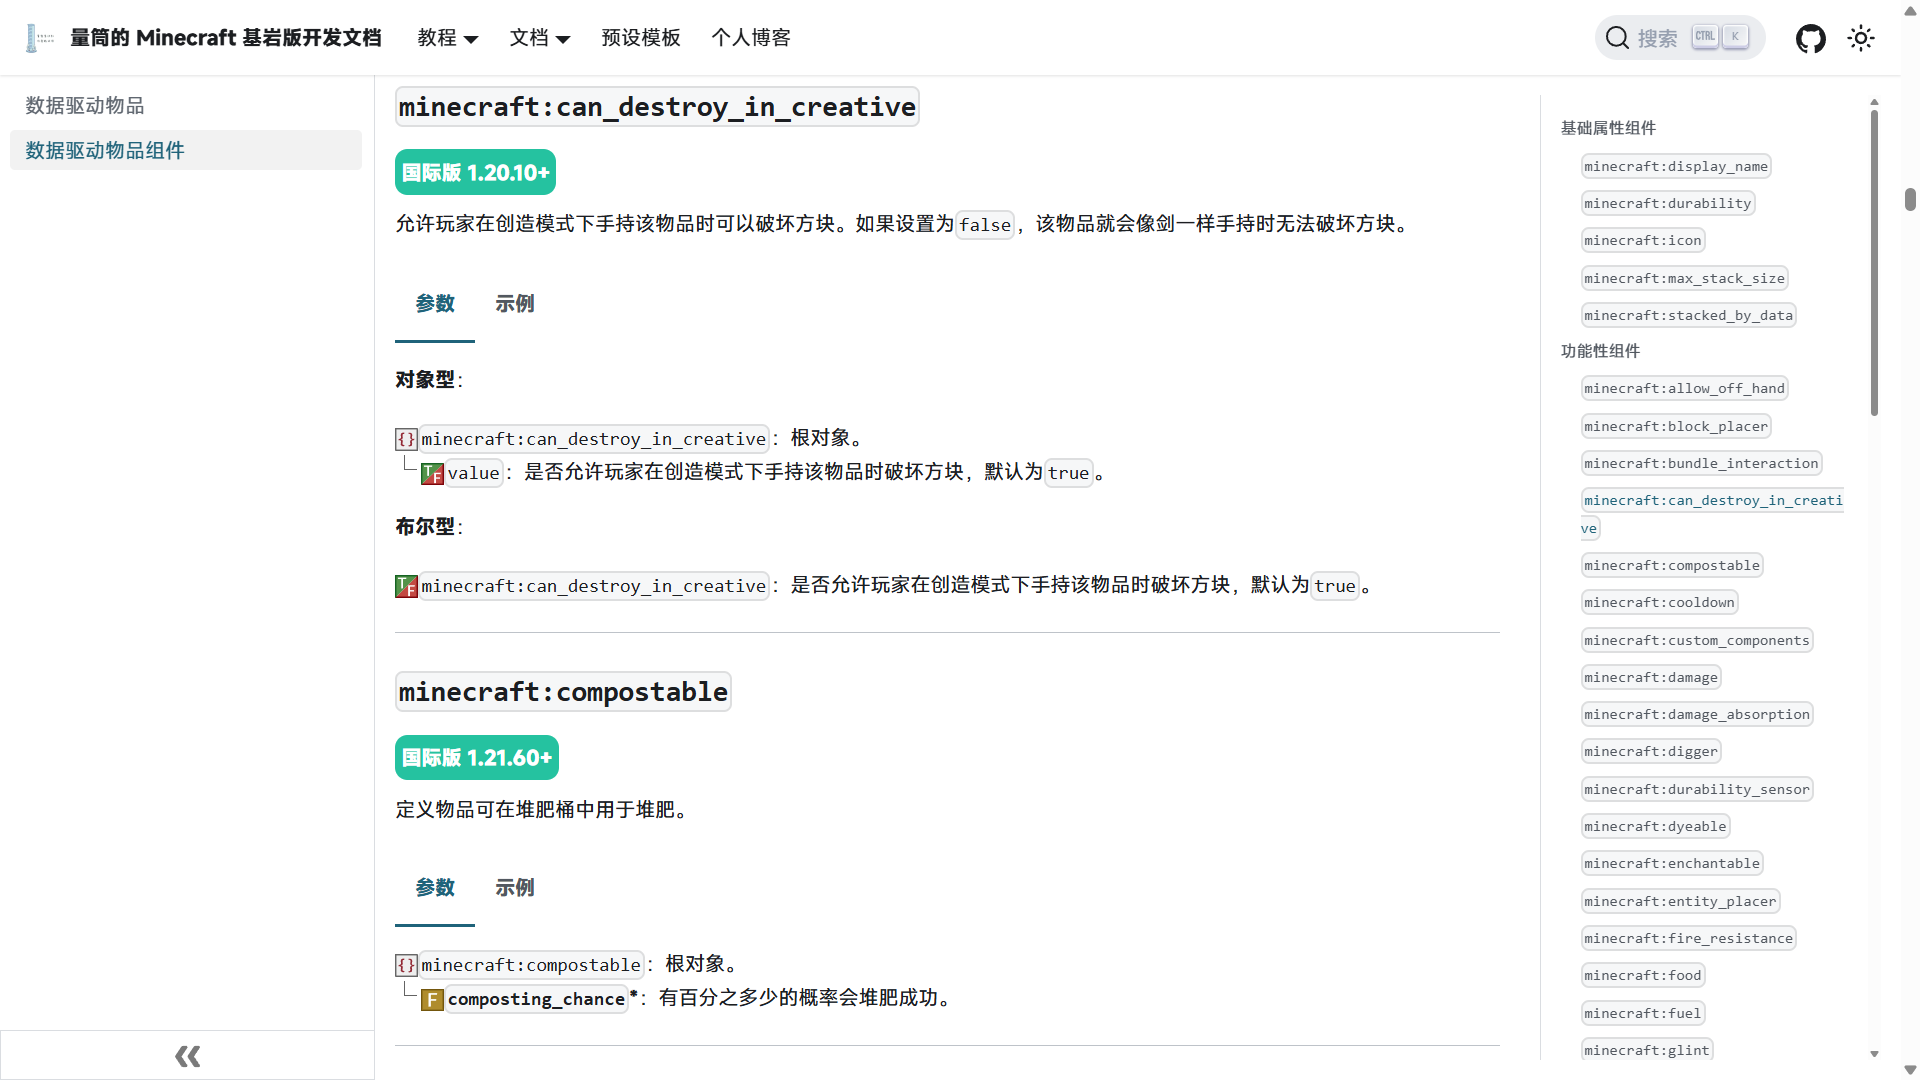 量筒的 Minecraft 基岩版开发文档
教程
文档
预设模板
个人博客
搜索
CTRL
K
数据驱动物品
数据驱动物品组件
minecraft:can_destroy_in_creative
国际版 1.20.10+
允许玩家在创造模式下手持该物品时可以破坏方块。如果设置为false，该物品就会像剑一样手持时无法破坏方块。
参数
示例
对象型：
{}minecraft:can_destroy_in_creative：根对象。
TFvalue：是否允许玩家在创造模式下手持该物品时破坏方块，默认为true。
布尔型：
TFminecraft:can_destroy_in_creative：是否允许玩家在创造模式下手持该物品时破坏方块，默认为true。
minecraft:compostable
国际版 1.21.60+
定义物品可在堆肥桶中用于堆肥。
参数
示例
{}minecraft:compostable：根对象。
Fcomposting_chance*：有百分之多少的概率会堆肥成功。
基础属性组件
minecraft:display_name
minecraft:durability
minecraft:icon
minecraft:max_stack_size
minecraft:stacked_by_data
功能性组件
minecraft:allow_off_hand
minecraft:block_placer
minecraft:bundle_interaction
minecraft:can_destroy_in_creati
ve
minecraft:compostable
minecraft:cooldown
minecraft:custom_components
minecraft:damage
minecraft:damage_absorption
minecraft:digger
minecraft:durability_sensor
minecraft:dyeable
minecraft:enchantable
minecraft:entity_placer
minecraft:fire_resistance
minecraft:food
minecraft:fuel
minecraft:glint